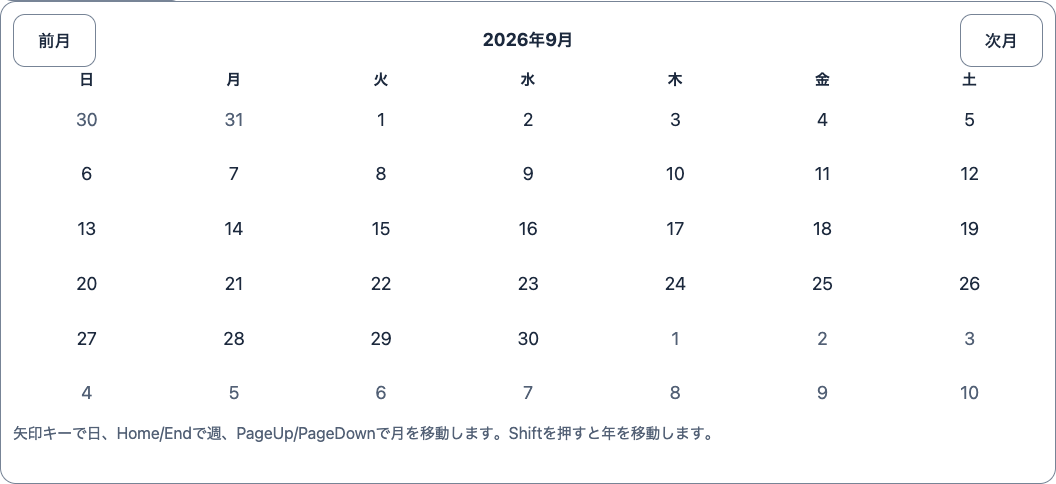 前月 2026年9月 次月
日 月 火 水 木 金 土
30 31 1 2 3 4 5
6 7 8 9 10 11 12
13 14 15 16 17 18 19
20 21 22 23 24 25 26
27 28 29 30 1 2 3
4 5 6 7 8 9 10
矢印キーで日、Home/Endで週、PageUp/PageDownで月を移動します。Shiftを押すと年を移動します。